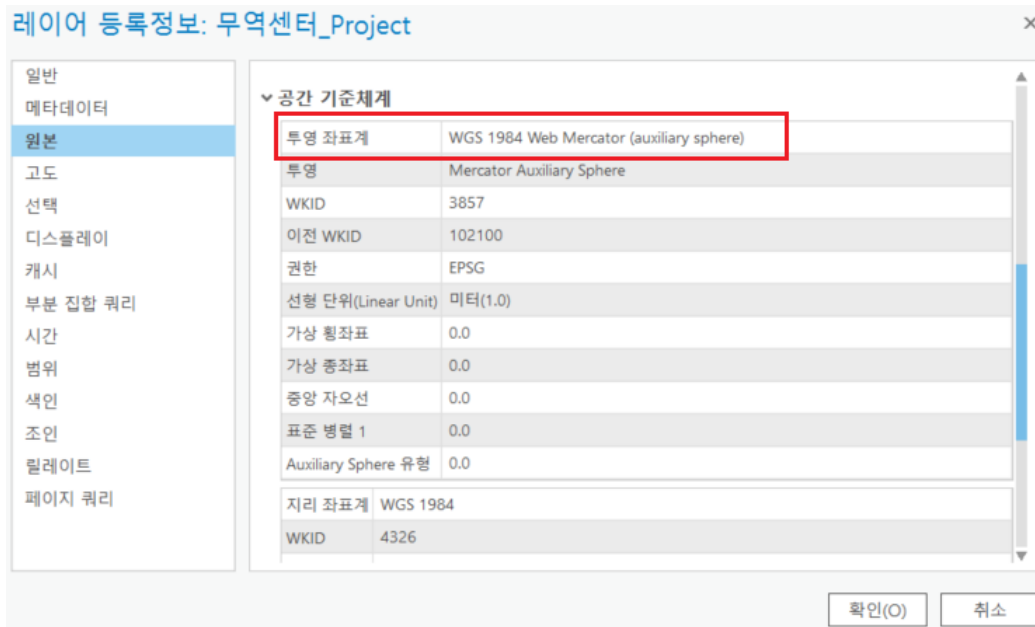 레이어 등록정보: 무역센터_Project
일반
메타데이터
원본
고도
선택
디스플레이
캐시
부분 집합 쿼리
시간
범위
색인
조인
릴레이트
페이지 쿼리
공간 기준체계
투영 좌표계 WGS 1984 Web Mercator (auxiliary sphere)
투영 Mercator Auxiliary Sphere
WKID 3857
이전 WKID 102100
권한 EPSG
선형 단위(Linear Unit) 미터(1.0)
가상 횡좌표 0.0
가상 종좌표 0.0
중앙 자오선 0.0
표준 병렬 1 0.0
Auxiliary Sphere 유형 0.0
지리 좌표계 WGS 1984
WKID 4326
확인(O) 취소